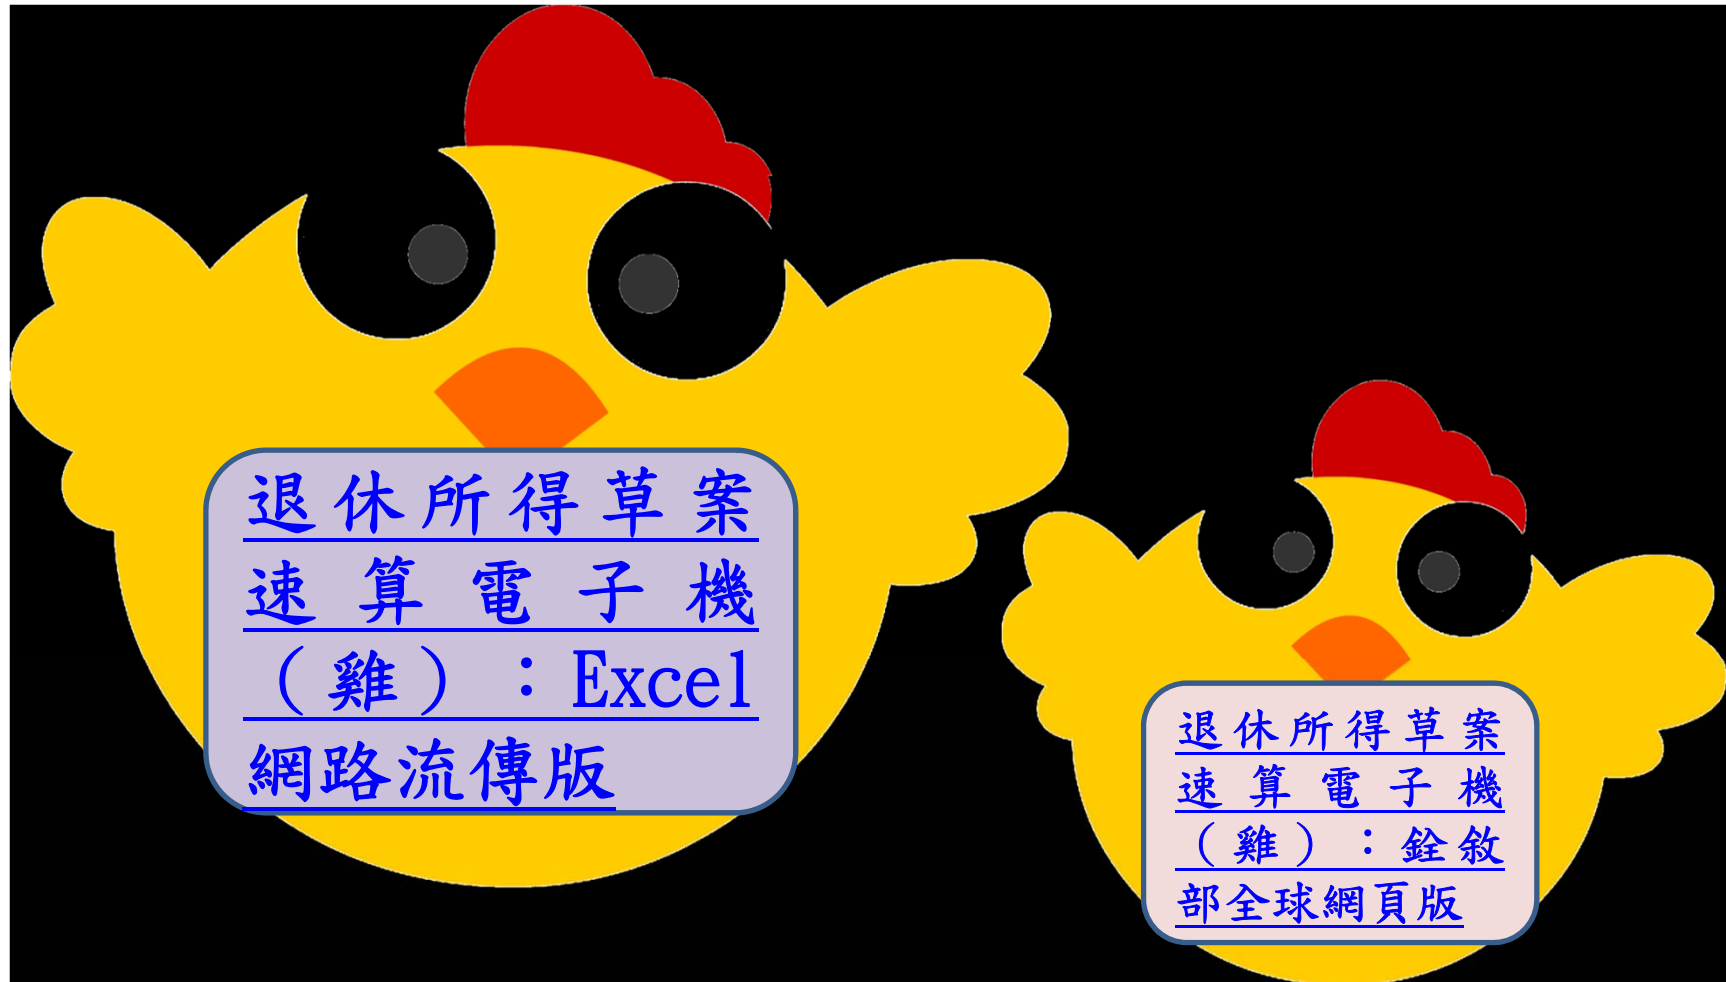 退休所得草案
速算電子機
（雞）：Excel
網路流傳版
退休所得草案
速算電子機
（雞）：銓敘
部全球網頁版